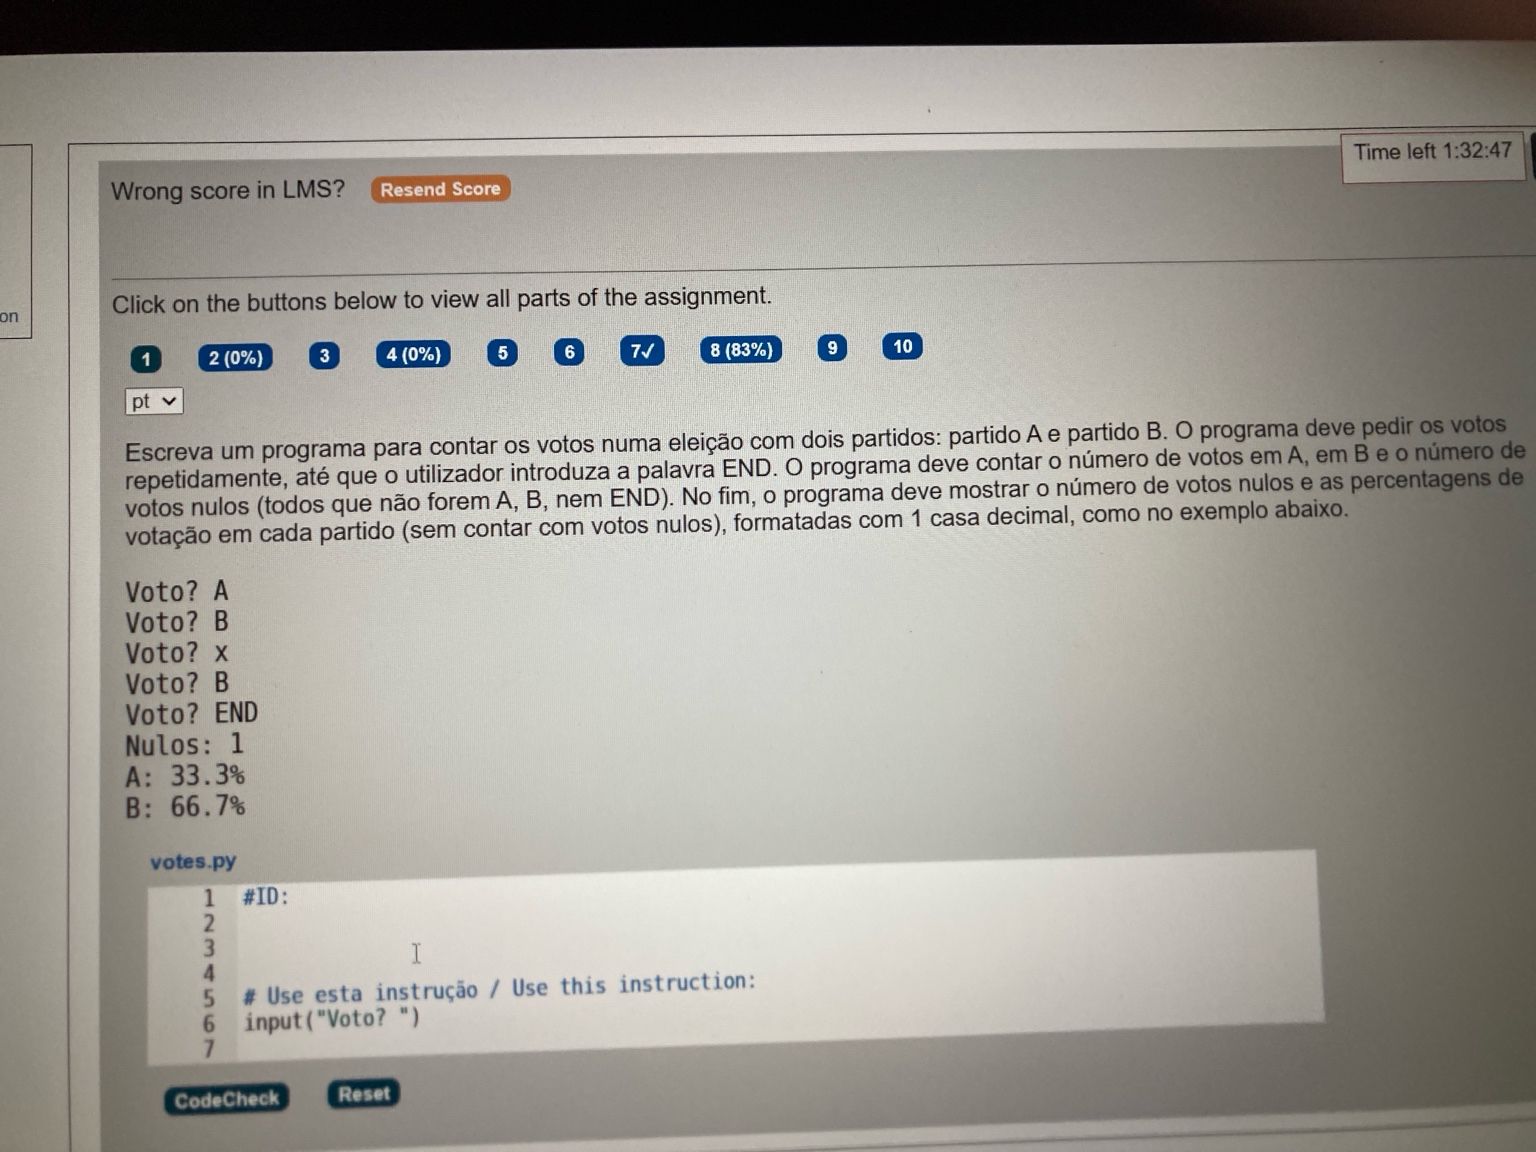 Time left 1:32:47
Wrong score in LMS? Resend Score
Click on the buttons below to view all parts of the assignment.
on
1 2 (0%) 3 4 (0%) 5 6 7✓ 8 (83%) 9 10
pt
Escreva um programa para contar os votos numa eleição com dois partidos: partido A e partido B. O programa deve pedir os votos
repetidamente, até que o utilizador introduza a palavra END. O programa deve contar o número de votos em A, em B e o número de
votos nulos (todos que não forem A, B, nem END). No fim, o programa deve mostrar o número de votos nulos e as percentagens de
votação em cada partido (sem contar com votos nulos), formatadas com 1 casa decimal, como no exemplo abaixo.
Voto? A
Voto? B
Voto? x
Voto? B
Voto? END
Nulos: 1
A: 33.3%
B: 66.7%
votes.py
1 #ID:
2
3
4
5 # Use esta instrução / Use this instruction:
6 input("Voto? ")
7
CodeCheck Reset